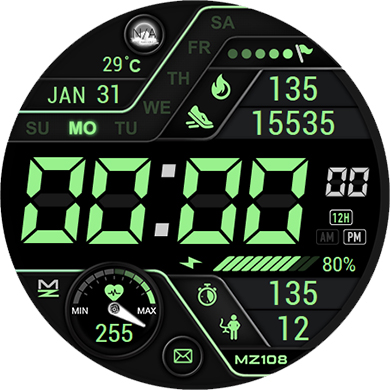 N/A
SA
FR
29°C
TH
135
JAN 31
WE
15535
SU MO TU
00:00
00
12H
AM PM
80%
MZ
135
MIN MAX
255
12
MZ108